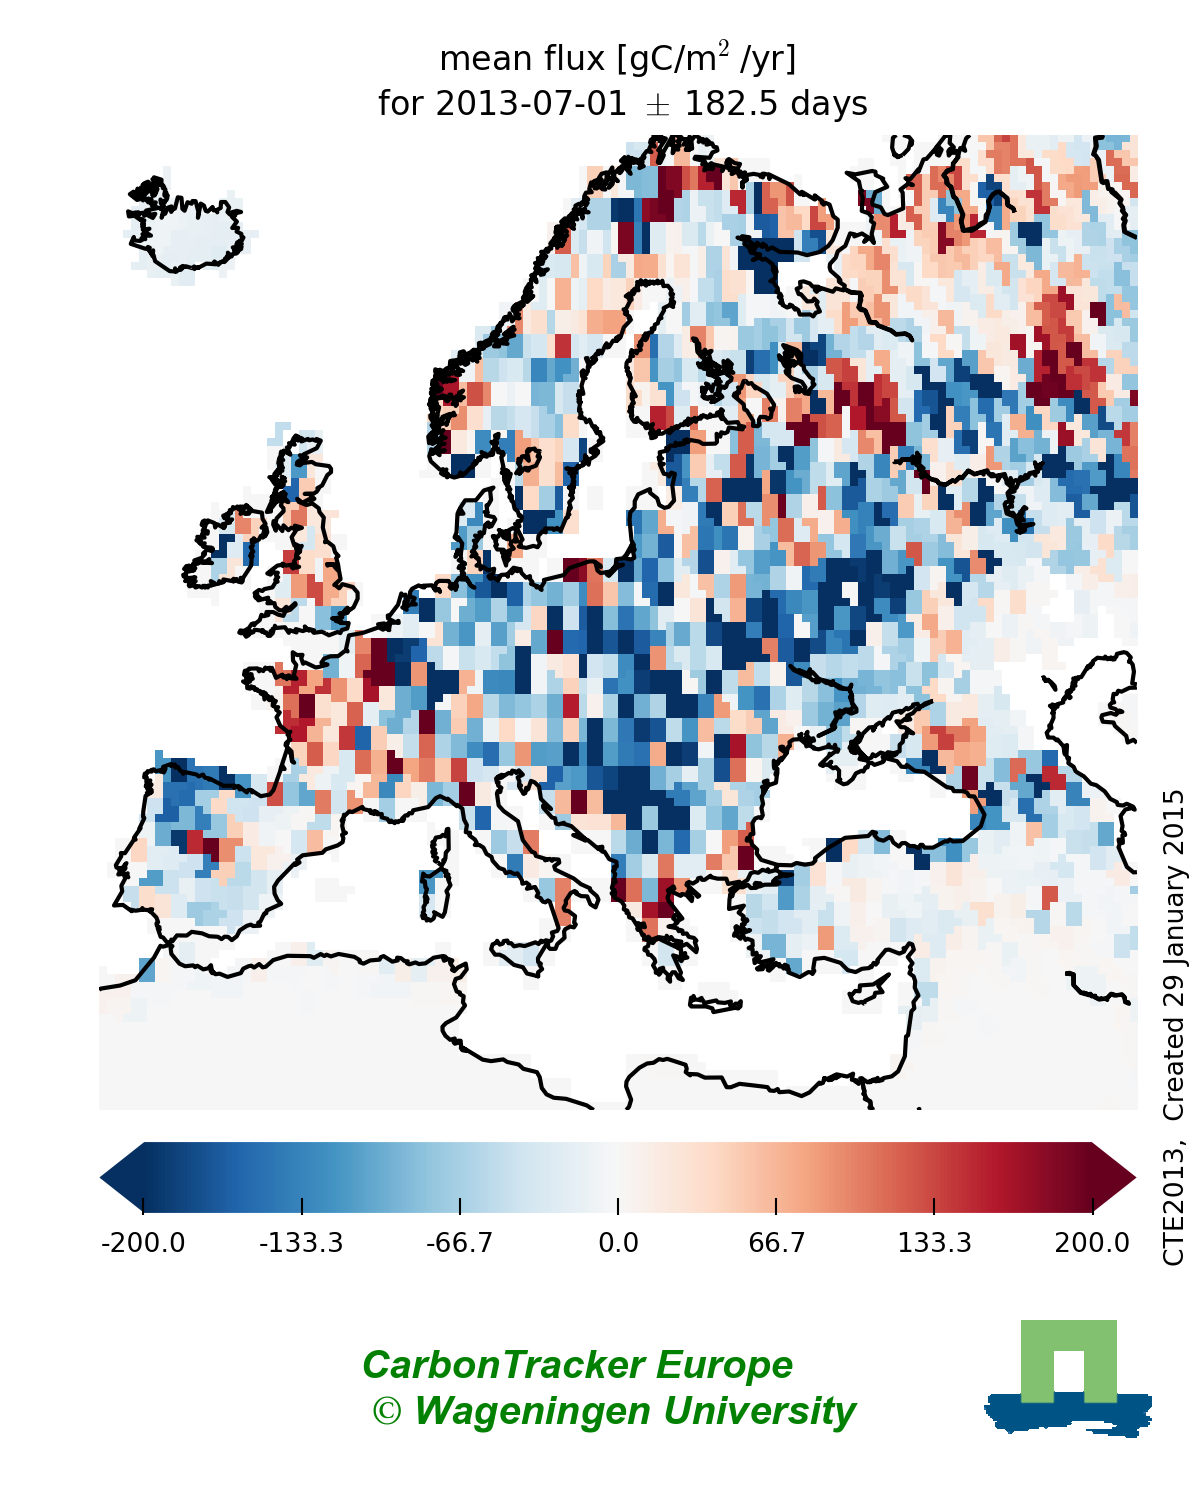 mean flux [gC/m² /yr]
for 2013-07-01 ± 182.5 days
CTE2013, Created 29 January 2015
-200.0 -133.3 -66.7 0.0 66.7 133.3 200.0
CarbonTracker Europe
© Wageningen University